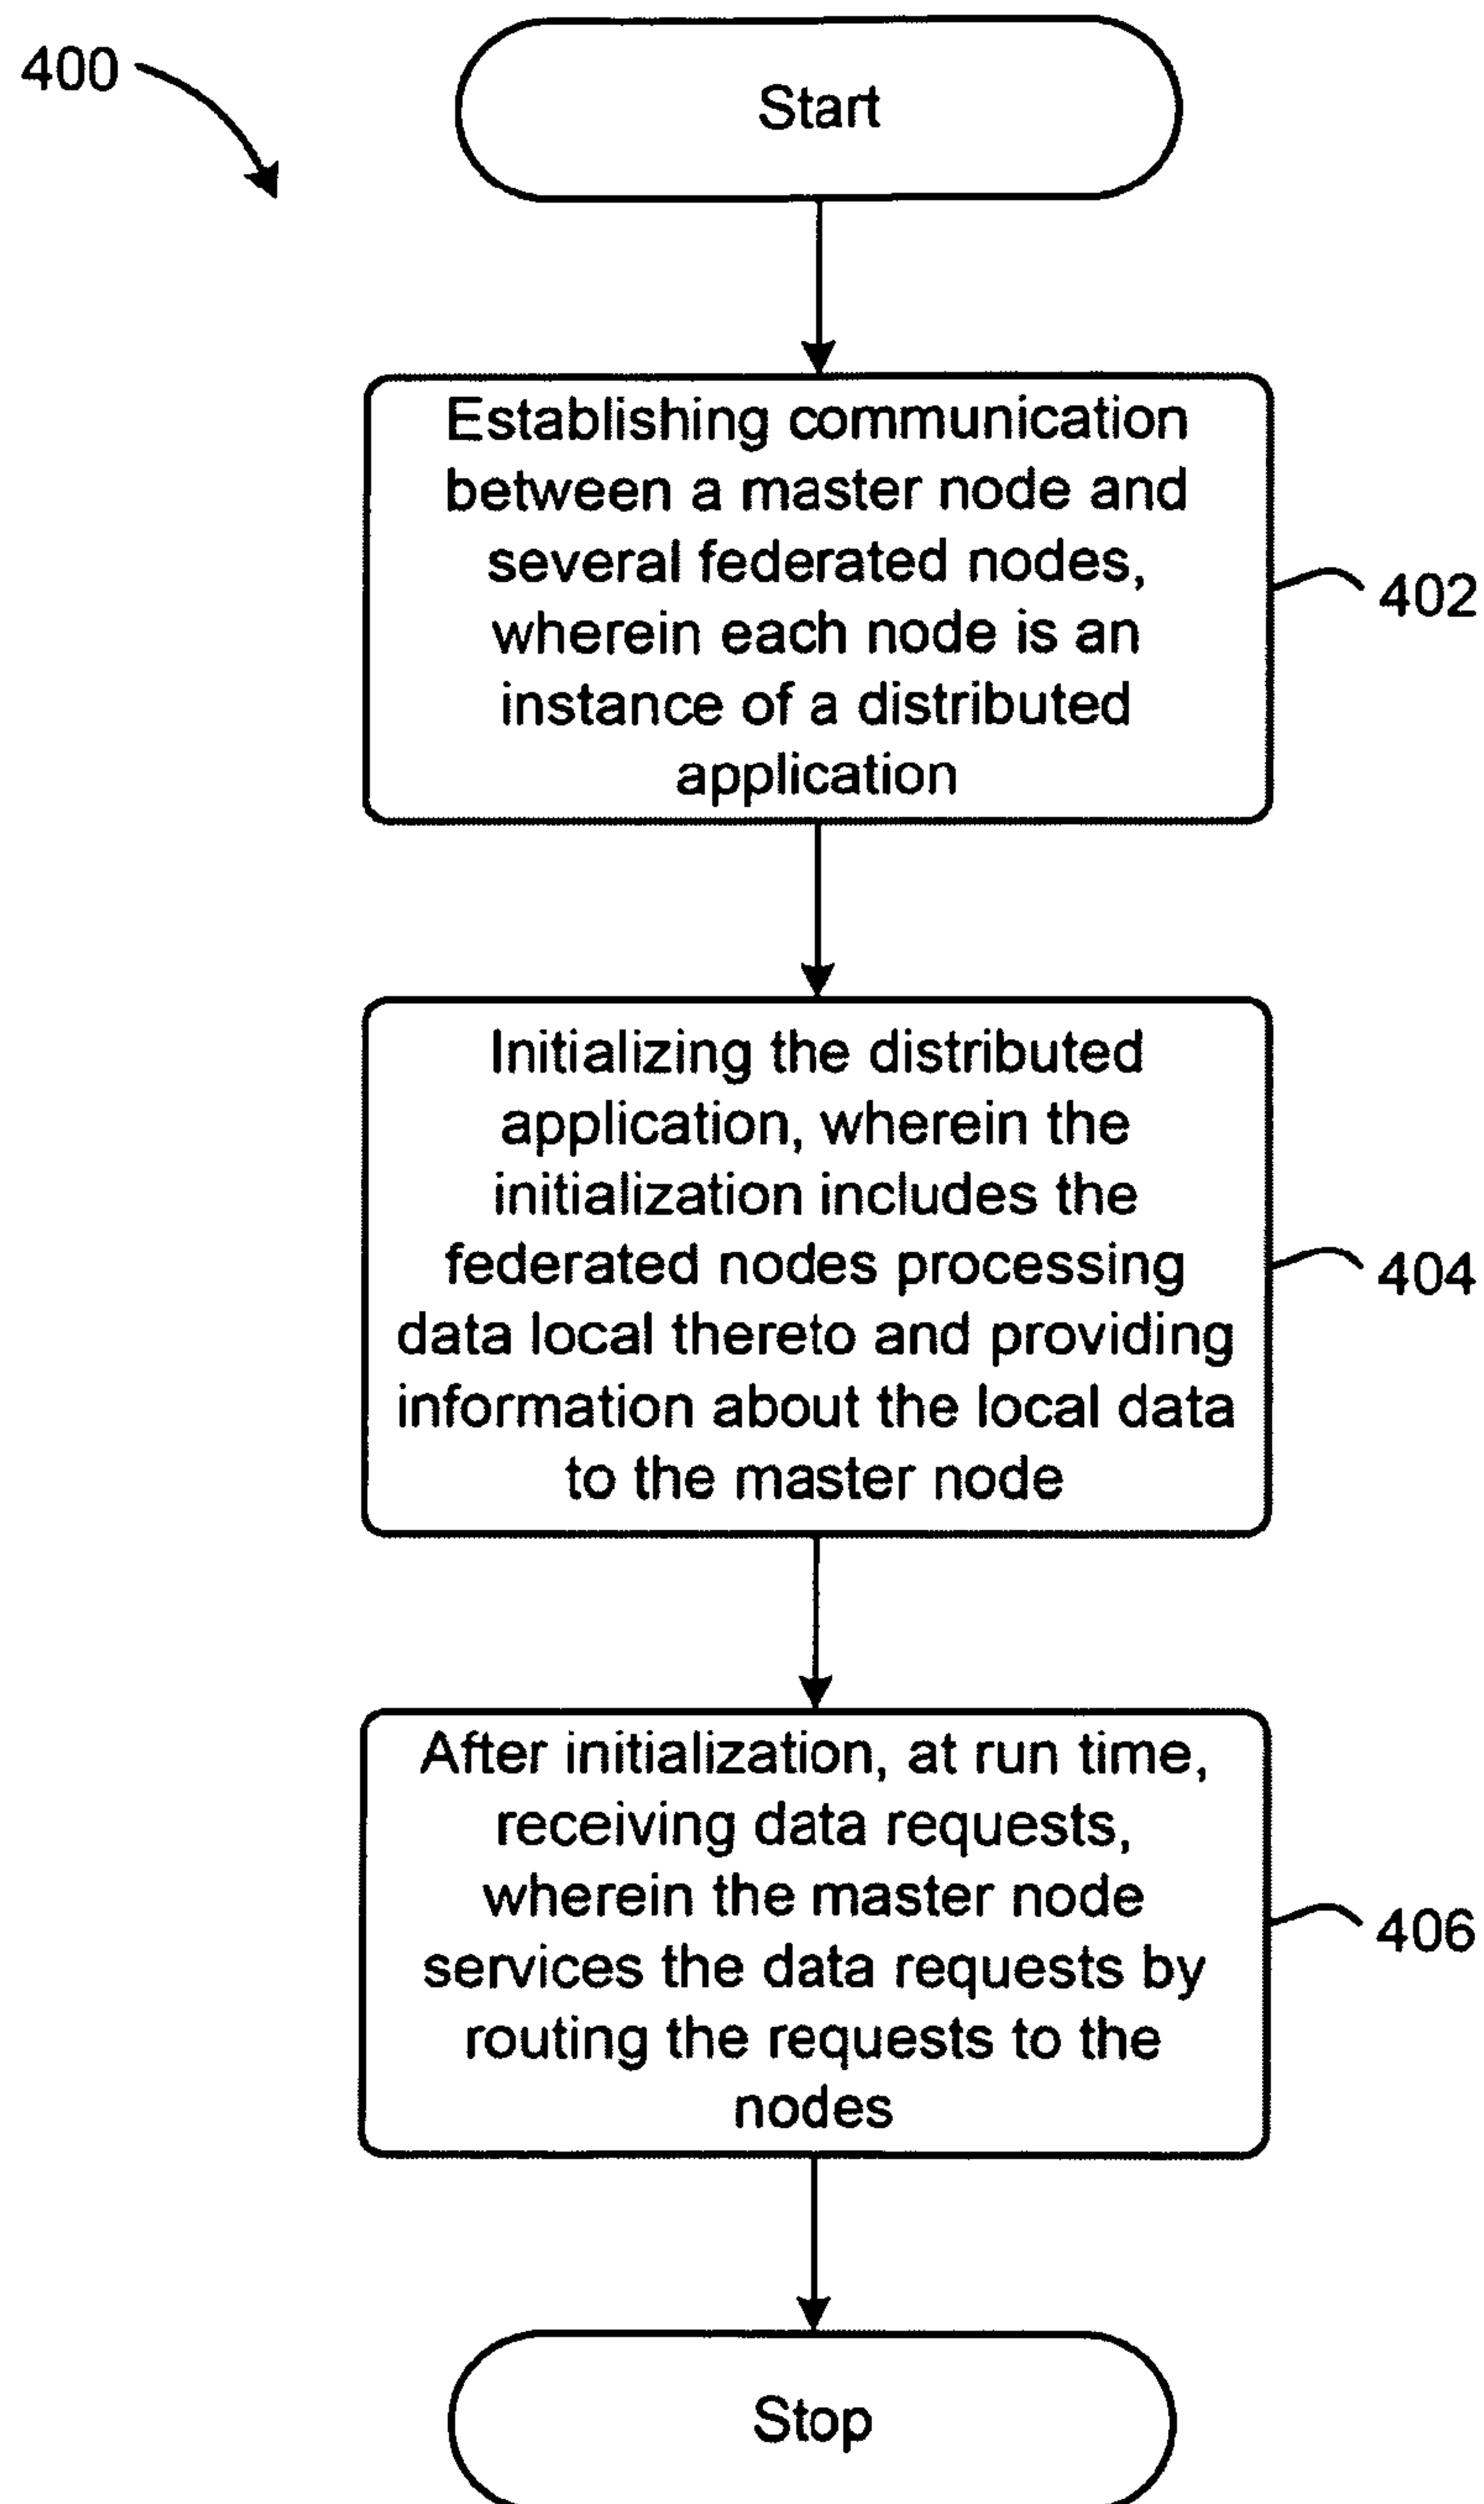 400
Start
Establishing communication
between a master node and
several federated nodes,
wherein each node is an
instance of a distributed
application
402
Initializing the distributed
application, wherein the
initialization includes the
federated nodes processing
data local thereto and providing
information about the local data
to the master node
404
After initialization, at run time,
receiving data requests,
wherein the master node
services the data requests by
routing the requests to the
nodes
406
Stop